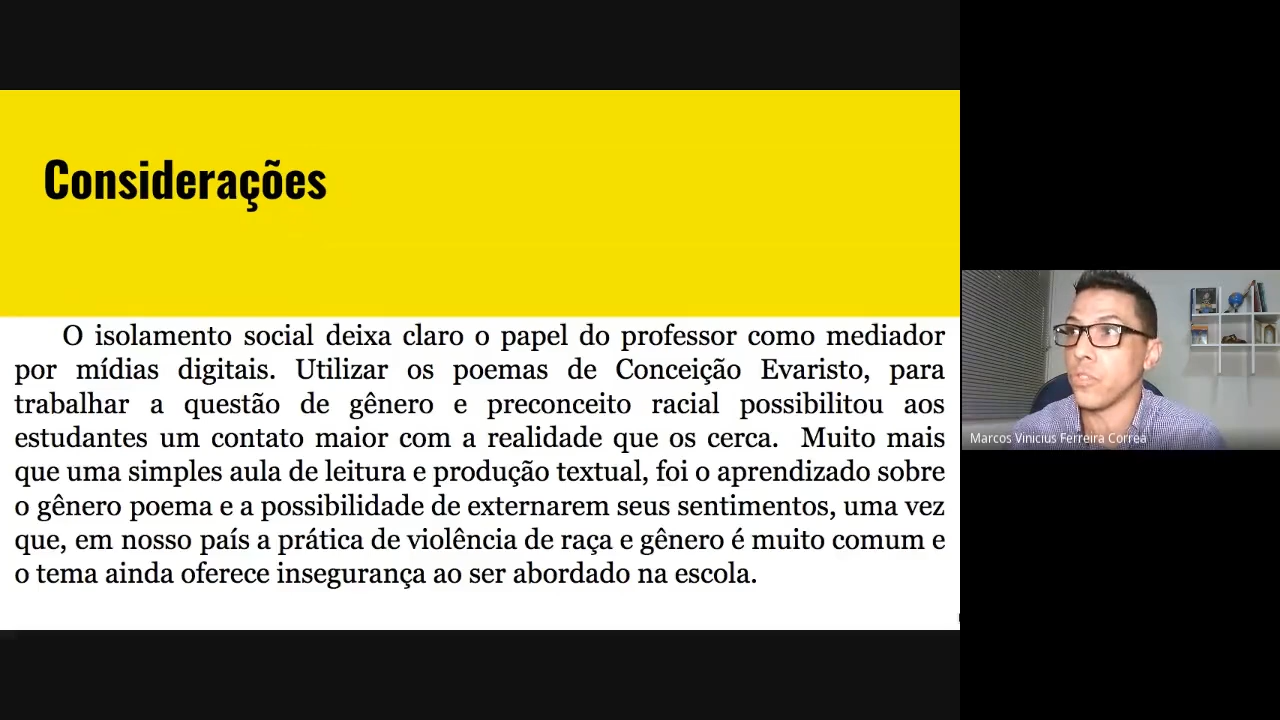 Considerações
O isolamento social deixa claro o papel do professor como mediador
por mídias digitais. Utilizar os poemas de Conceição Evaristo, para
trabalhar a questão de gênero e preconceito racial possibilitou aos
estudantes um contato maior com a realidade que os cerca. Muito mais
que uma simples aula de leitura e produção textual, foi o aprendizado sobre
o gênero poema e a possibilidade de externarem seus sentimentos, uma vez
que, em nosso país a prática de violência de raça e gênero é muito comum e
o tema ainda oferece insegurança ao ser abordado na escola.
Marcos Vinicius Ferreira Corrêa